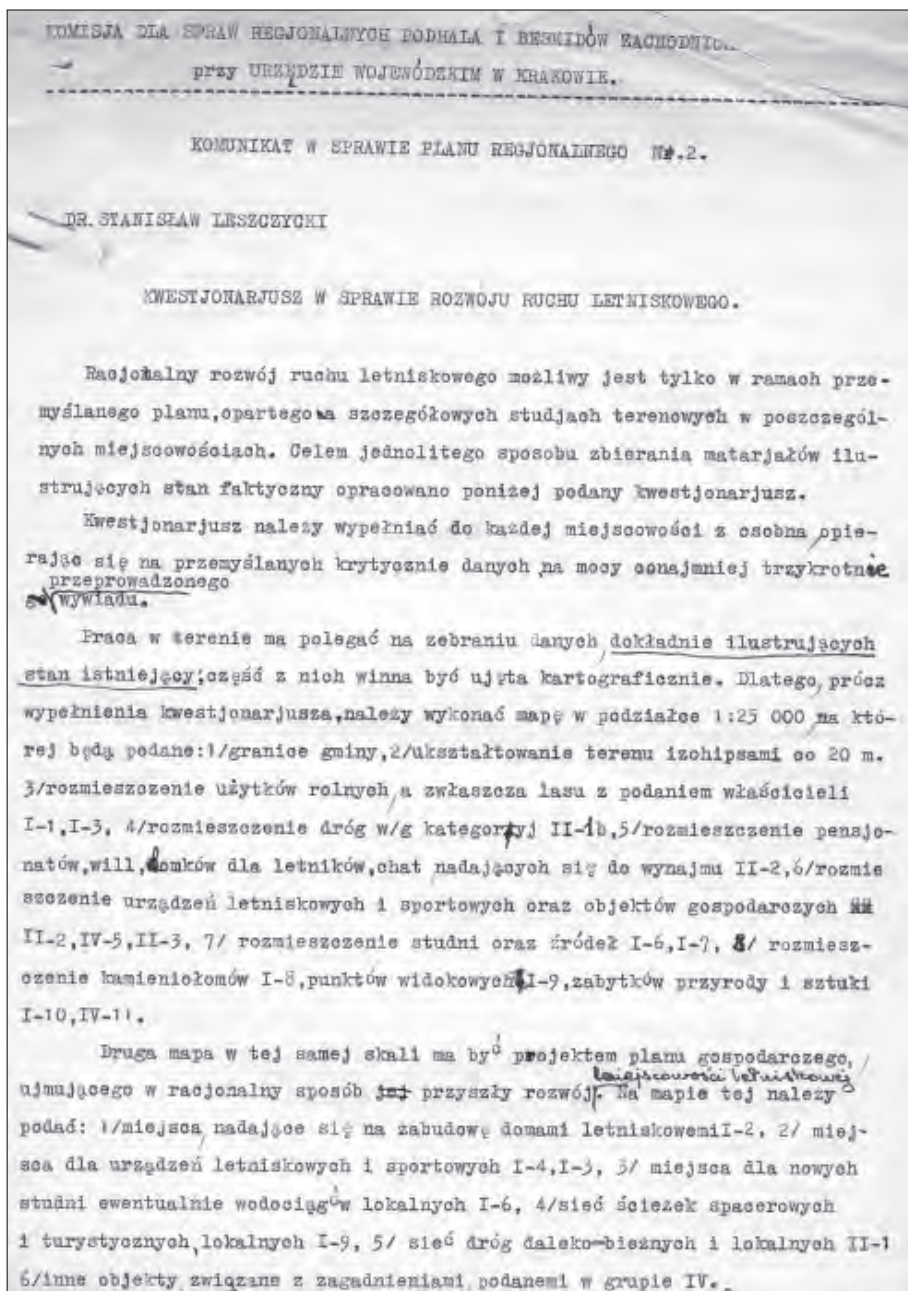 KOMISJA DLA SPRAW REGJONALNYCH PODHALA I BESKIDÓW
przy URZĘDZIE WOJEWÓDZKIM W KRAKOWIE.
KOMUNIKAT W SPRAWIE PLANU REGJONALNEGO Nr.2.
DR. STANISŁAW LESZCZYCKI
KWESTJONARJUSZ W SPRAWIE ROZWOJU RUCHU LETNISKOWEGO.
Racjonalny rozwój ruchu letniskowego możliwy jest tylko w ramach prze-
myślanego planu,opartego na szczegółowych studjach terenowych w poszczegól-
nych miejscowościach. Celem jednolitego sposobu zbierania matarjałów ilu-
strujących stan faktyczny opracowano poniżej podany kwestjonarjusz.
Kwestjonarjusz należy wypełniać do każdej miejscowości z osobna,opie-
rając się na przemyślanych krytycznie danych,na mocy conajmniej trzykrotnie
przeprowadzonego
wywiadu.
Praca w terenie ma polegać na zebraniu danych,dokładnie ilustrujących
stan istniejący;część z nich winna być ujęta kartograficznie. Dlatego,prócz
wypełnienia kwestjonarjusza,należy wykonać mapę w podziałce 1:25 000,na któ-
rej będą podane:1/granice gminy,2/ukształtowanie terenu izohipsami co 20 m.
3/rozmieszczenie użytków rolnych,a zwłaszcza lasu z podaniem właścicieli
I-1,I-3, 4/rozmieszczenie dróg w/g kategoryj II-1b,5/rozmieszczenie pensjo-
natów,will,domków dla letników,chat nadających się do wynajmu II-2,6/rozmie
szczenie urządzeń letniskowych i sportowych oraz objektów gospodarczych
II-2,IV-5,II-3, 7/ rozmieszczenie studni oraz źródeł I-6,I-7, 8/ rozmiesz-
czenie kamieniołomów I-8,punktów widokowych I-9,zabytków przyrody i sztuki
I-10,IV-11.
Druga mapa w tej samej skali ma być projektem planu gospodarczego,
ujmującego w racjonalny sposób jej przyszły rozwój miejscowości letniskowej. Na mapie tej należy
podać: 1/miejsca,nadające się na zabudowę domami letniskowemiI-2, 2/ miej-
sca dla urządzeń letniskowych i sportowych I-4,I-3, 3/ miejsca dla nowych
studni ewentualnie wodociągów lokalnych I-6, 4/sieć ścieżek spacerowych
i turystycznych,lokalnych I-9, 5/ sieć dróg daleko-bieżnych i lokalnych II-1
6/inne objekty związane z zagadnieniami,podanemi w grupie IV.